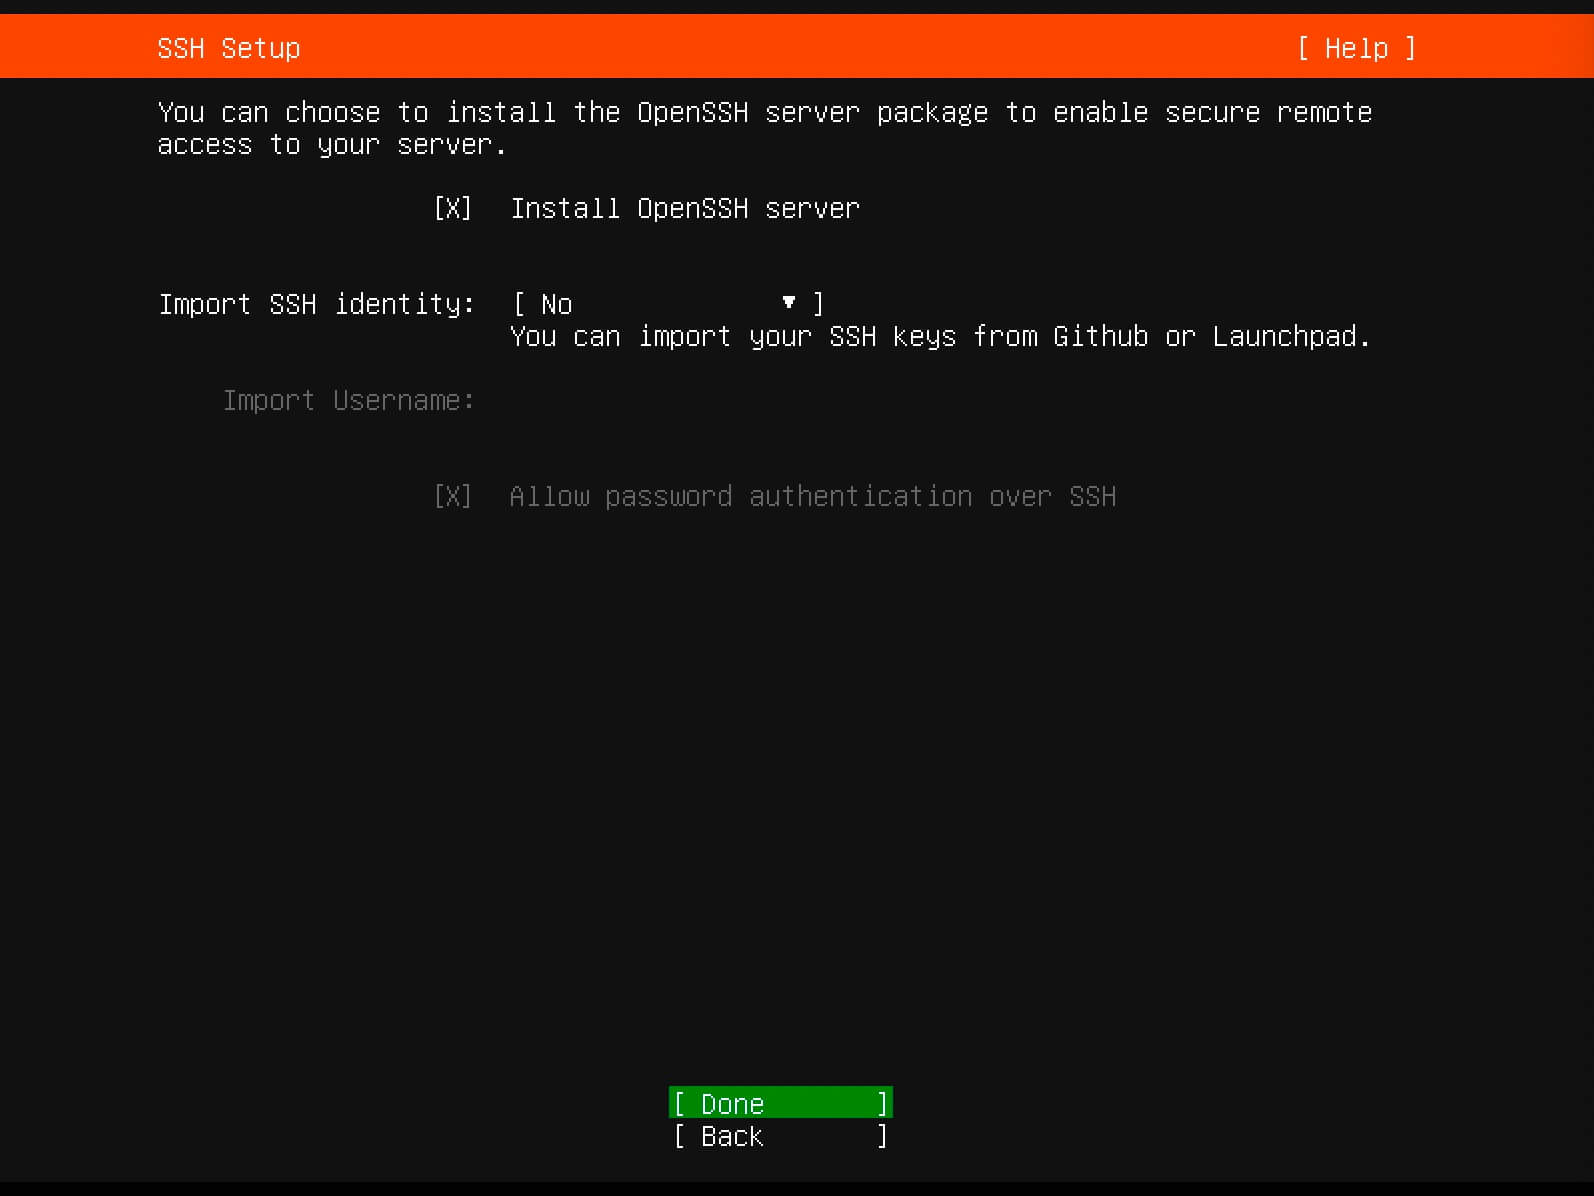 SSH Setup [ Help ]
You can choose to install the OpenSSH server package to enable secure remote
access to your server.
[X] Install OpenSSH server
Import SSH identity: [ No ▼ ]
You can import your SSH keys from Github or Launchpad.
Import Username:
[X] Allow password authentication over SSH
[ Done ]
[ Back ]